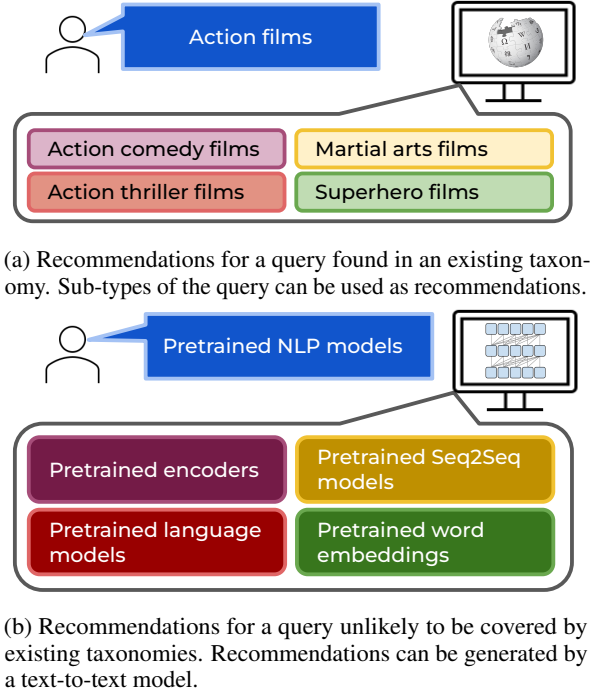 Action films
Action comedy films
Martial arts films
Action thriller films
Superhero films
(a) Recommendations for a query found in an existing taxon-
omy. Sub-types of the query can be used as recommendations.
Pretrained NLP models
Pretrained encoders
Pretrained Seq2Seq
models
Pretrained language
models
Pretrained word
embeddings
(b) Recommendations for a query unlikely to be covered by
existing taxonomies. Recommendations can be generated by
a text-to-text model.